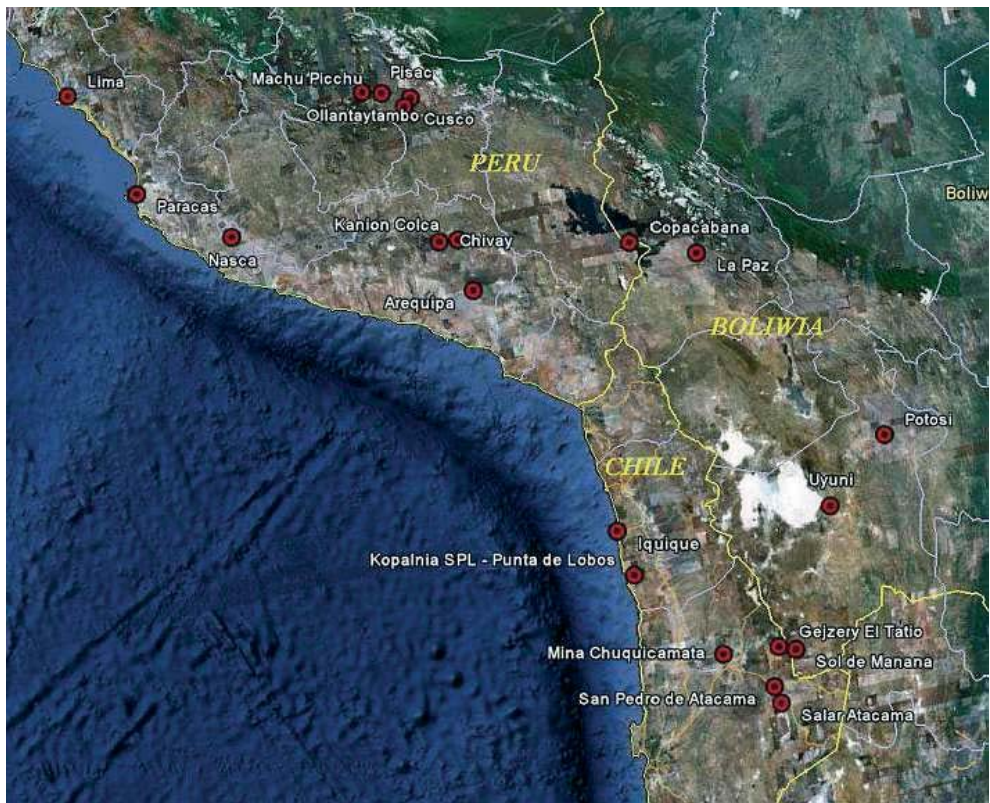 Lima
Machu Picchu
Pisac
Ollantaytambo
Cusco
PERU
Boliw
Paracas
Kanion Colca
Chivay
Copacabana
Nasca
La Paz
Arequipa
BOLIWIA
Potosi
CHILE
Uyuni
Iquique
Kopalnia SPL - Punta de Lobos
Gejzery El Tatio
Mina Chuquicamata
Sol de Manana
San Pedro de Atacama
Salar Atacama